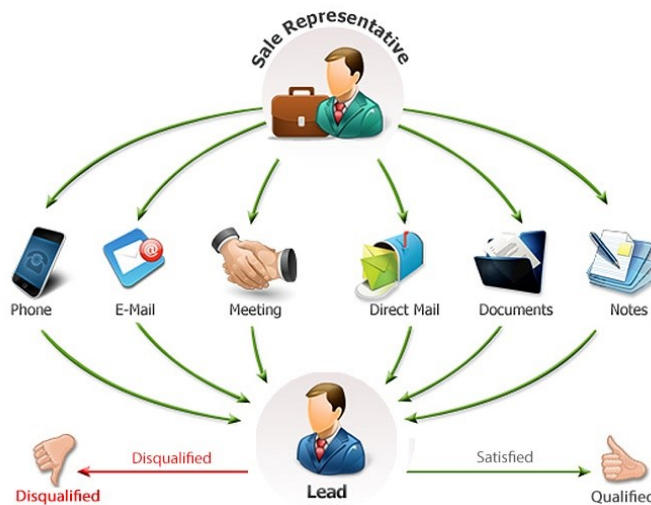 Sale Representative
@
Phone
E-Mail
Meeting
Direct Mail
Documents
Notes
Disqualified
Satisfied
Disqualified
Lead
Qualified